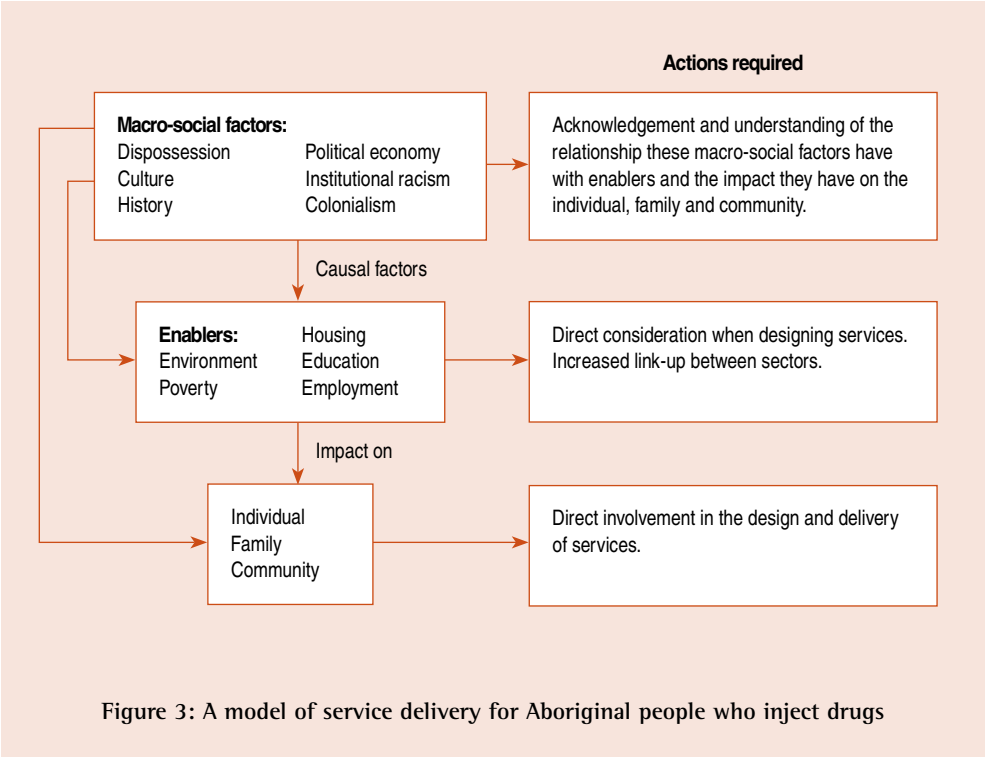 Actions required
Macro-social factors:
Dispossession
Culture
History
Political economy
Institutional racism
Colonialism
Acknowledgement and understanding of the
relationship these macro-social factors have
with enablers and the impact they have on the
individual, family and community.
Causal factors
Enablers:
Environment
Poverty
Housing
Education
Employment
Direct consideration when designing services.
Increased link-up between sectors.
Impact on
Individual
Family
Community
Direct involvement in the design and delivery
of services.
Figure 3: A model of service delivery for Aboriginal people who inject drugs